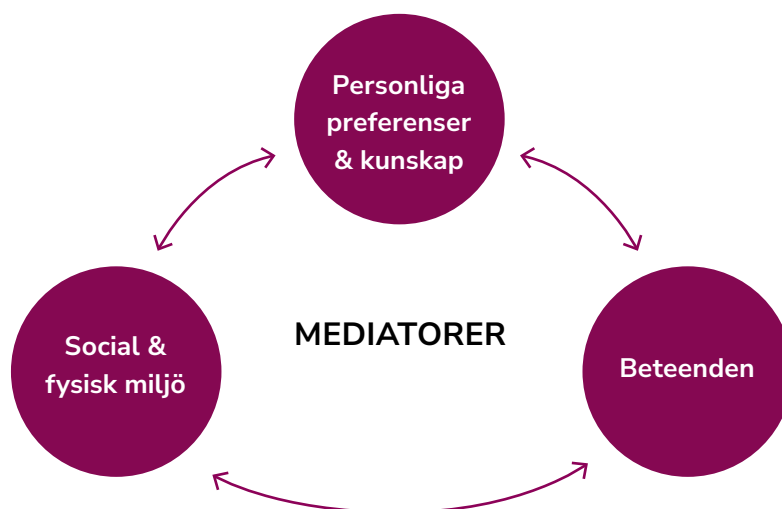 Personliga
preferenser
& kunskap
MEDIATORER
Social &
fysisk miljö
Beteenden